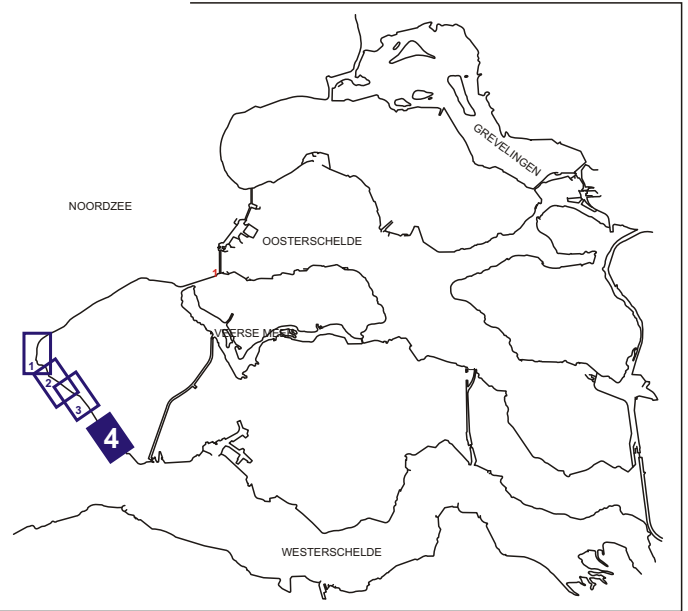 GREVELINGEN
NOORDZEE
OOSTERSCHELDE
1
VEERSE MEER
1
2
3
4
WESTERSCHELDE